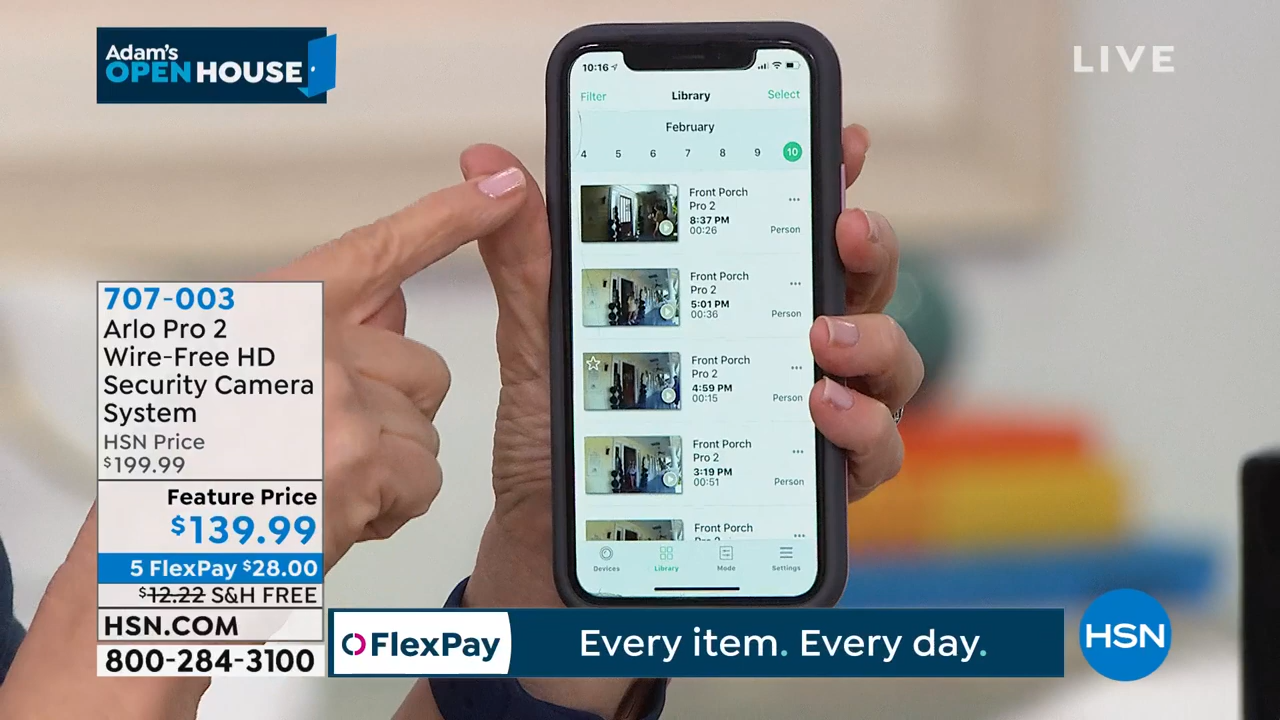 Adam's
OPEN HOUSE
LIVE
10:16
Filter
Library
Select
February
4 5 6 7 8 9 10
Front Porch
Pro 2
8:37 PM
00:26
Person
Front Porch
Pro 2
5:01 PM
00:36
Person
Front Porch
Pro 2
4:59 PM
00:15
Person
Front Porch
Pro 2
3:19 PM
00:51
Person
Front Porch
Devices
Library
Mode
Settings
707-003
Arlo Pro 2
Wire-Free HD
Security Camera
System
HSN Price
$199.99
Feature Price
$139.99
5 FlexPay $28.00
$12.22 S&H FREE
HSN.COM
800-284-3100
FlexPay
Every item. Every day.
HSN